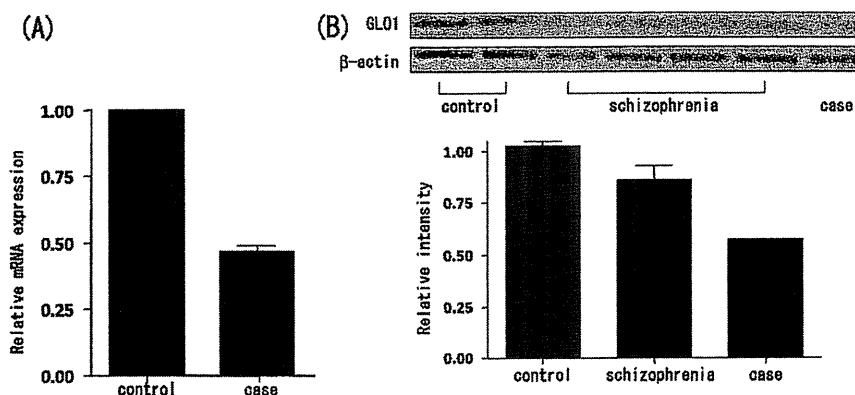 (A)
Relative mRNA expression
1.00
0.75
0.50
0.25
0.00
control case
(B)
GLO1
β-actin
control schizophrenia case
Relative intensity
1.00
0.75
0.50
0.25
0.00
control schizophrenia case